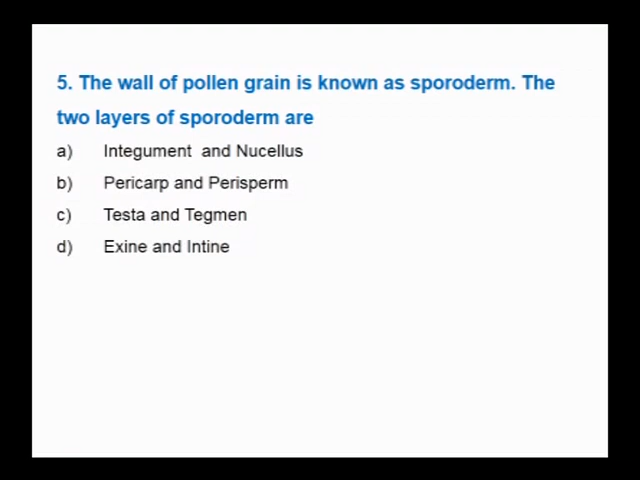 5. The wall of pollen grain is known as sporoderm. The
two layers of sporoderm are
a) Integument and Nucellus
b) Pericarp and Perisperm
c) Testa and Tegmen
d) Exine and Intine